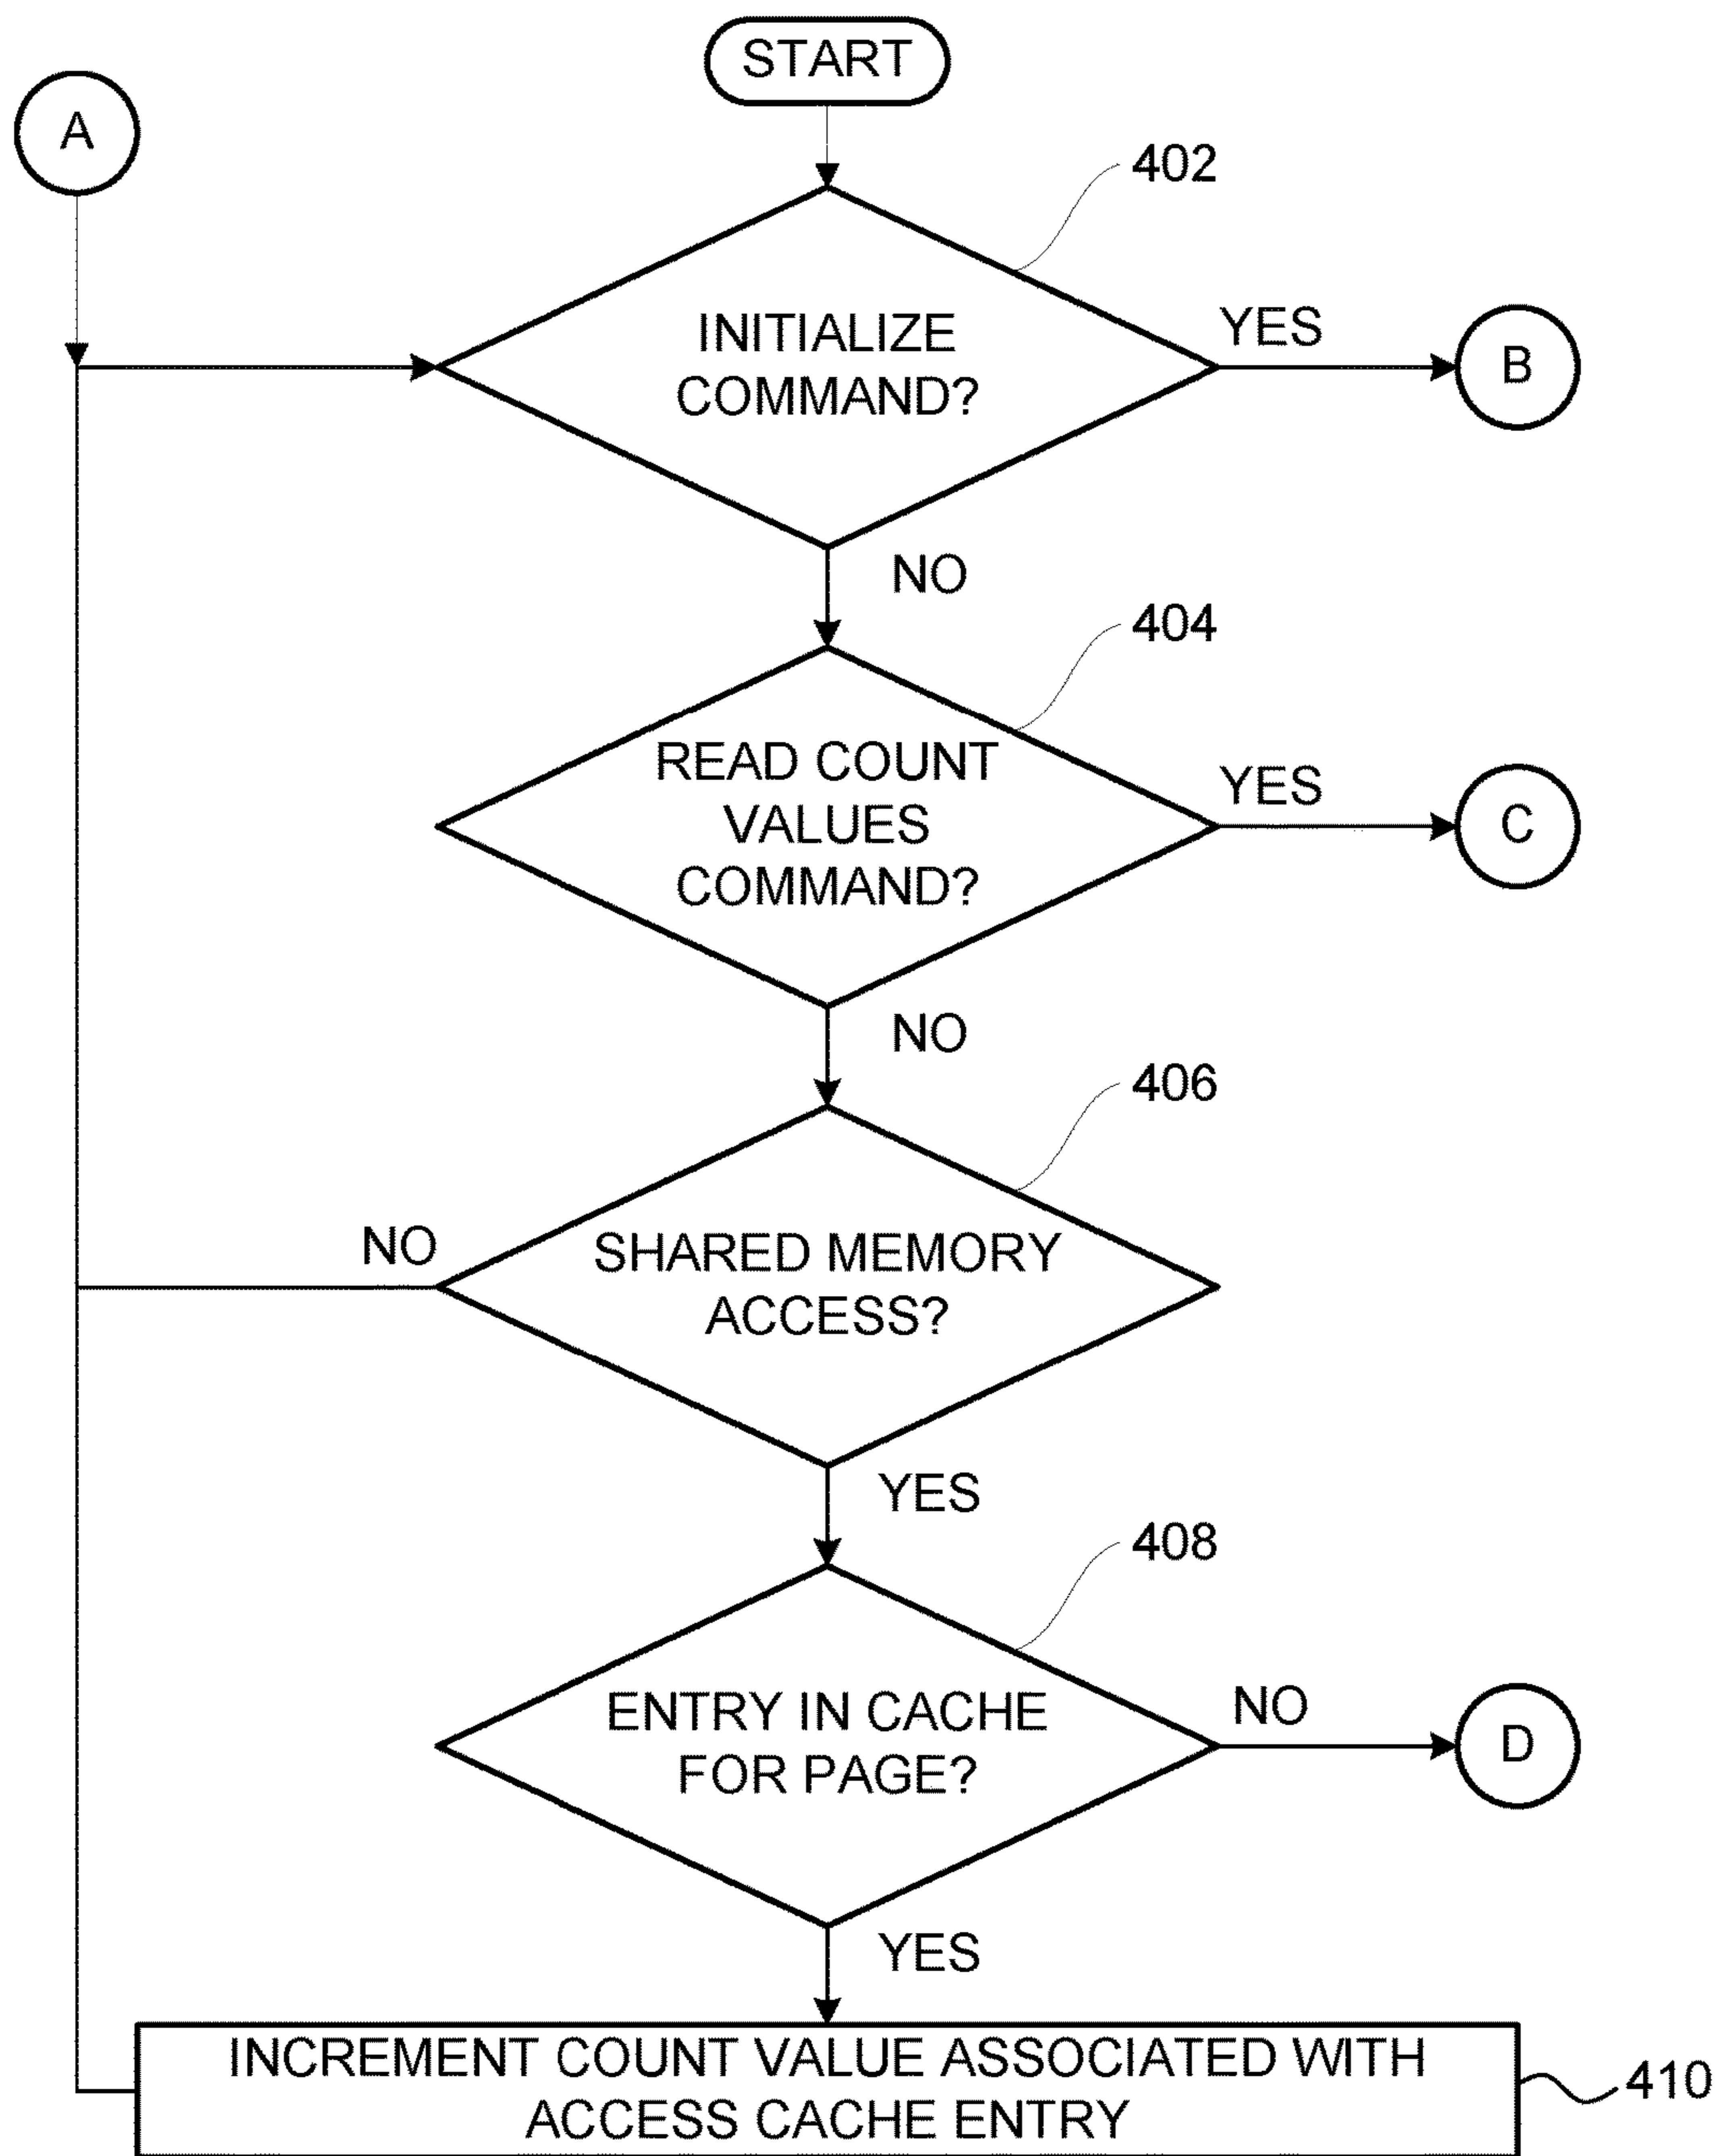 START
A
402
INITIALIZE
COMMAND?
YES
B
NO
404
READ COUNT
VALUES
COMMAND?
YES
C
NO
406
NO
SHARED MEMORY
ACCESS?
YES
408
ENTRY IN CACHE
FOR PAGE?
NO
D
YES
INCREMENT COUNT VALUE ASSOCIATED WITH
ACCESS CACHE ENTRY
410